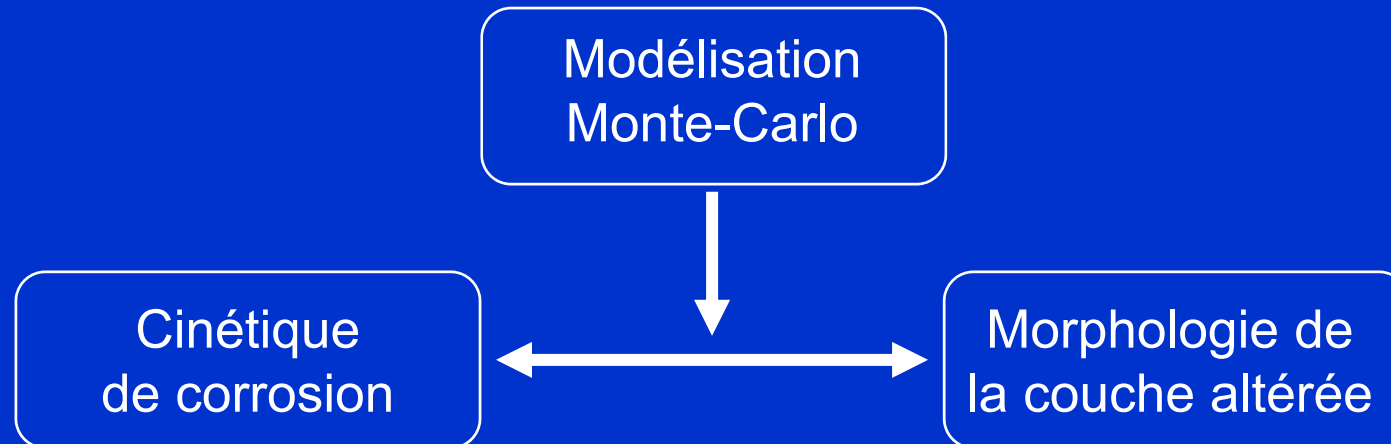 Modélisation
Monte-Carlo
Cinétique
de corrosion
Morphologie de
la couche altérée